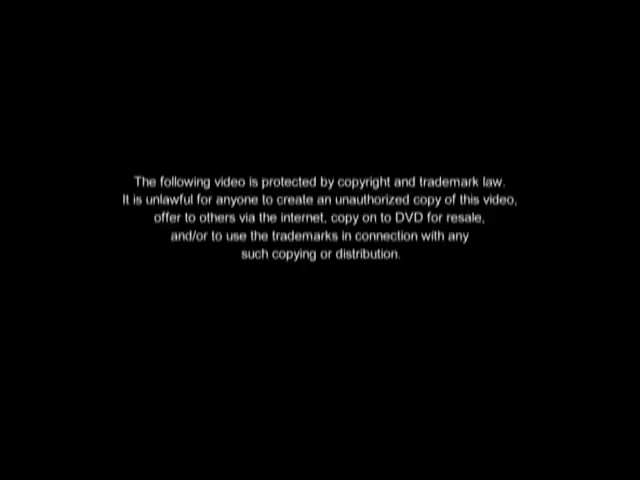 The following video is protected by copyright and trademark law.
It is unlawful for anyone to create an unauthorized copy of this video,
offer to others via the internet, copy on to DVD for resale,
and/or to use the trademarks in connection with any
such copying or distribution.